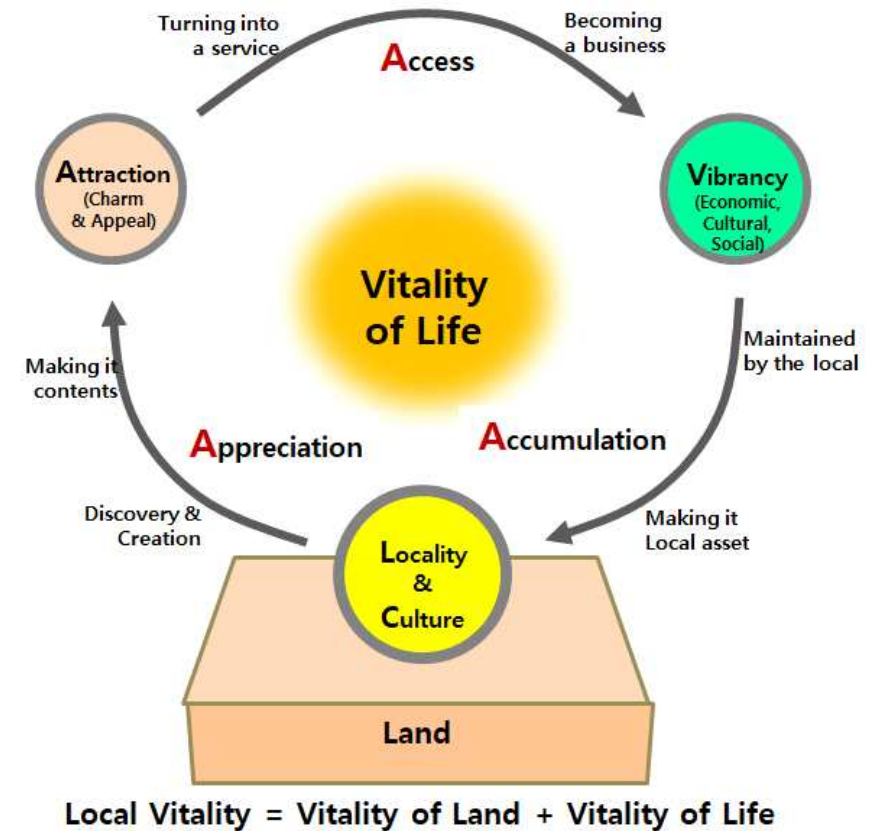 Turning into
a service
Becoming
a business
Access
Attraction
(Charm
& Appeal)
Vibrancy
(Economic,
Cultural,
Social)
Vitality
of Life
Making it
contents
Maintained
by the local
Appreciation
Accumulation
Discovery &
Creation
Making it
Local asset
Locality
&
Culture
Land
Local Vitality = Vitality of Land + Vitality of Life